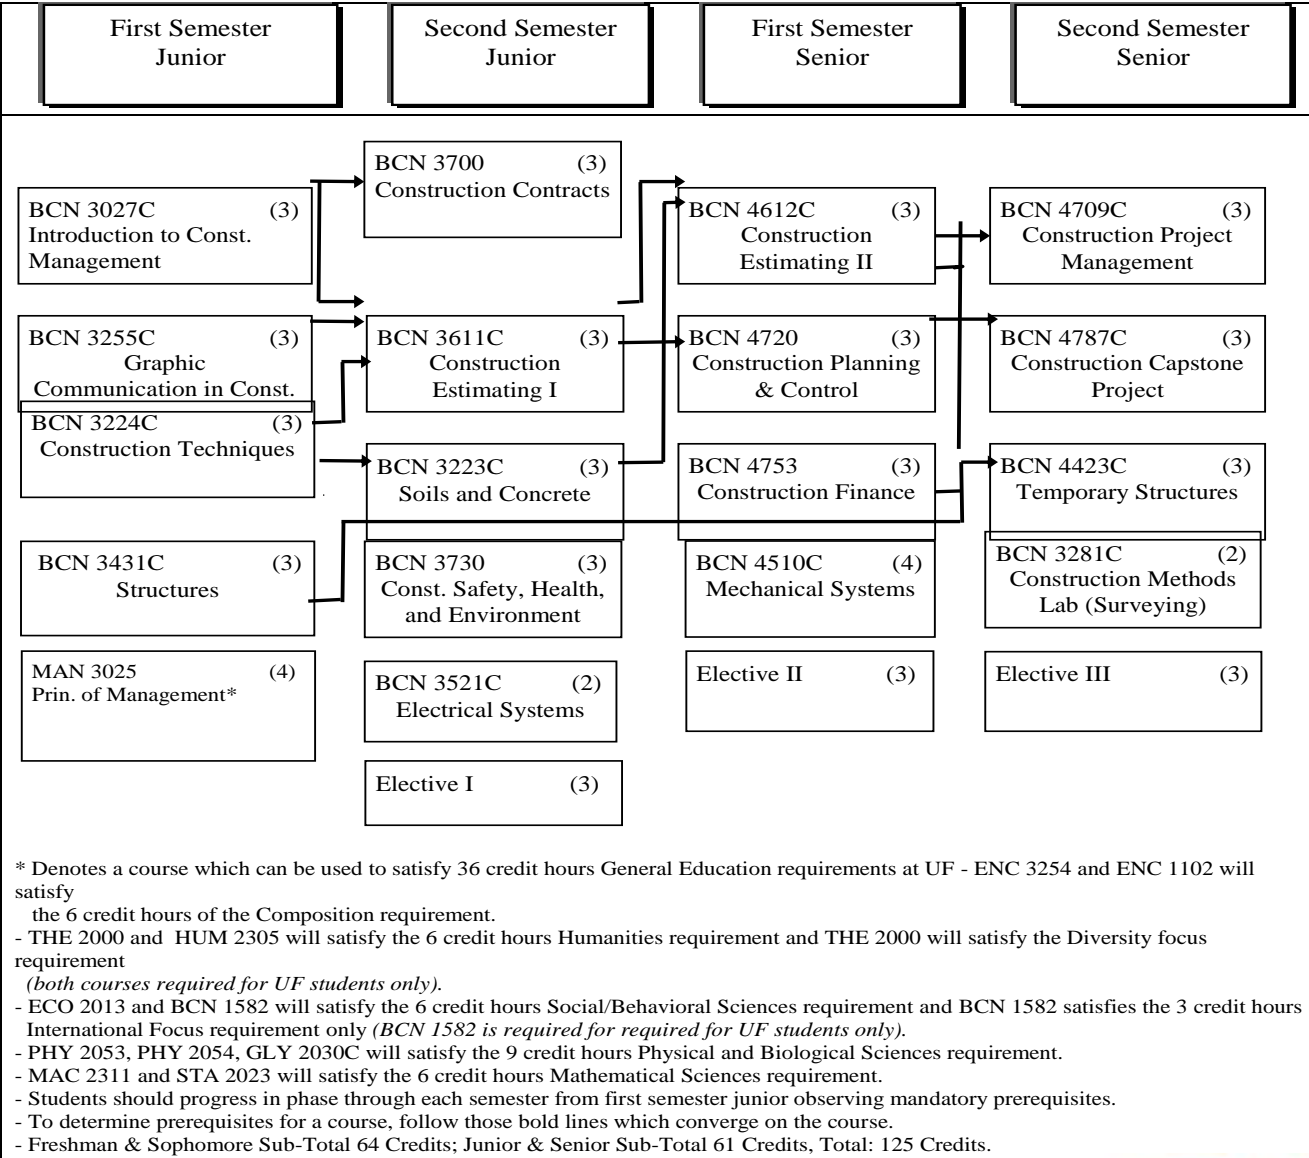 First Semester
Junior
Second Semester
Junior
First Semester
Senior
Second Semester
Senior
BCN 3027C (3)
Introduction to Const.
Management
BCN 3255C (3)
Graphic
Communication in Const.
BCN 3224C (3)
Construction Techniques
BCN 3431C (3)
Structures
MAN 3025 (4)
Prin. of Management*
BCN 3700 (3)
Construction Contracts
BCN 3611C (3)
Construction
Estimating I
BCN 3223C (3)
Soils and Concrete
BCN 3730 (3)
Const. Safety, Health,
and Environment
BCN 3521C (2)
Electrical Systems
Elective I (3)
BCN 4612C (3)
Construction
Estimating II
BCN 4720 (3)
Construction Planning
& Control
BCN 4753 (3)
Construction Finance
BCN 4510C (4)
Mechanical Systems
Elective II (3)
BCN 4709C (3)
Construction Project
Management
BCN 4787C (3)
Construction Capstone
Project
BCN 4423C (3)
Temporary Structures
BCN 3281C (2)
Construction Methods
Lab (Surveying)
Elective III (3)
* Denotes a course which can be used to satisfy 36 credit hours General Education requirements at UF - ENC 3254 and ENC 1102 will
satisfy
the 6 credit hours of the Composition requirement.
- THE 2000 and HUM 2305 will satisfy the 6 credit hours Humanities requirement and THE 2000 will satisfy the Diversity focus
requirement
(both courses required for UF students only).
- ECO 2013 and BCN 1582 will satisfy the 6 credit hours Social/Behavioral Sciences requirement and BCN 1582 satisfies the 3 credit hours
International Focus requirement only (BCN 1582 is required for required for UF students only).
- PHY 2053, PHY 2054, GLY 2030C will satisfy the 9 credit hours Physical and Biological Sciences requirement.
- MAC 2311 and STA 2023 will satisfy the 6 credit hours Mathematical Sciences requirement.
- Students should progress in phase through each semester from first semester junior observing mandatory prerequisites.
- To determine prerequisites for a course, follow those bold lines which converge on the course.
- Freshman & Sophomore Sub-Total 64 Credits; Junior & Senior Sub-Total 61 Credits, Total: 125 Credits.